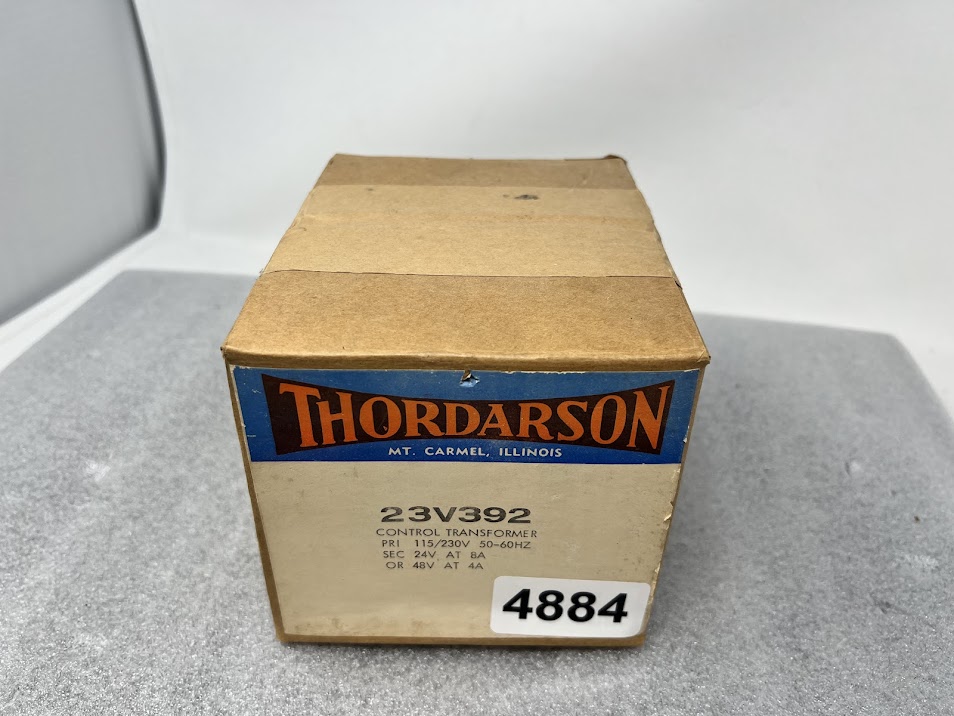 THORDARSON
MT. CARMEL, ILLINOIS
23V392
CONTROL TRANSFORMER
PRI 115/230V 50-60HZ
SEC 24V AT 8A
OR 48V AT 4A
4884